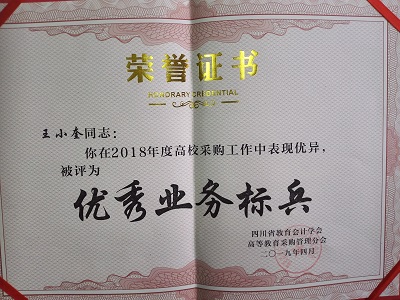 荣誉证书
HONORARY CREDENTIAL
王小奎同志：
你在2018年度高校采购工作中表现优异，
被评为
优秀业务标兵
四川省教育会计学会
高等教育采购管理分会
二〇一九年四月